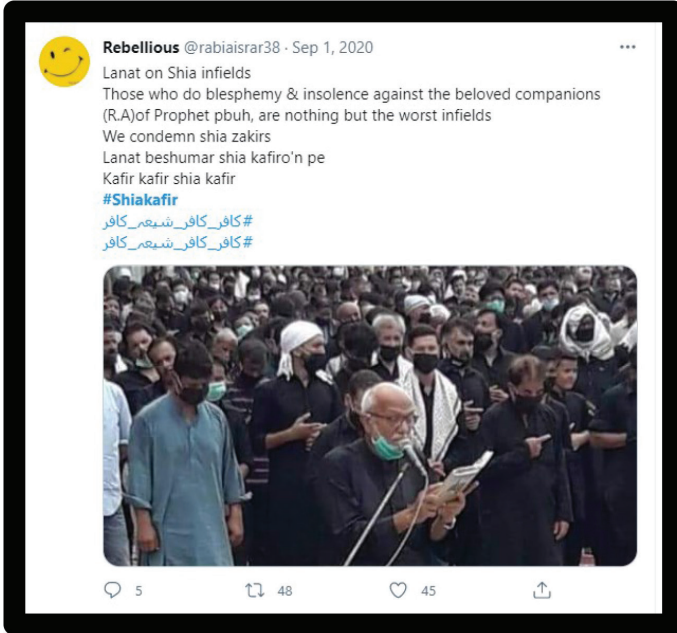 Rebellious @rabiaisrar38 · Sep 1, 2020
Lanat on Shia infields
Those who do blesphemy & insolence against the beloved companions
(R.A)of Prophet pbuh, are nothing but the worst infields
We condemn shia zakirs
Lanat beshumar shia kafiro'n pe
Kafir kafir shia kafir
#Shiakafir
#کافر_کافر_شیعہ_کافر
#کافر_کافر_شیعہ_کافر
5 48 45